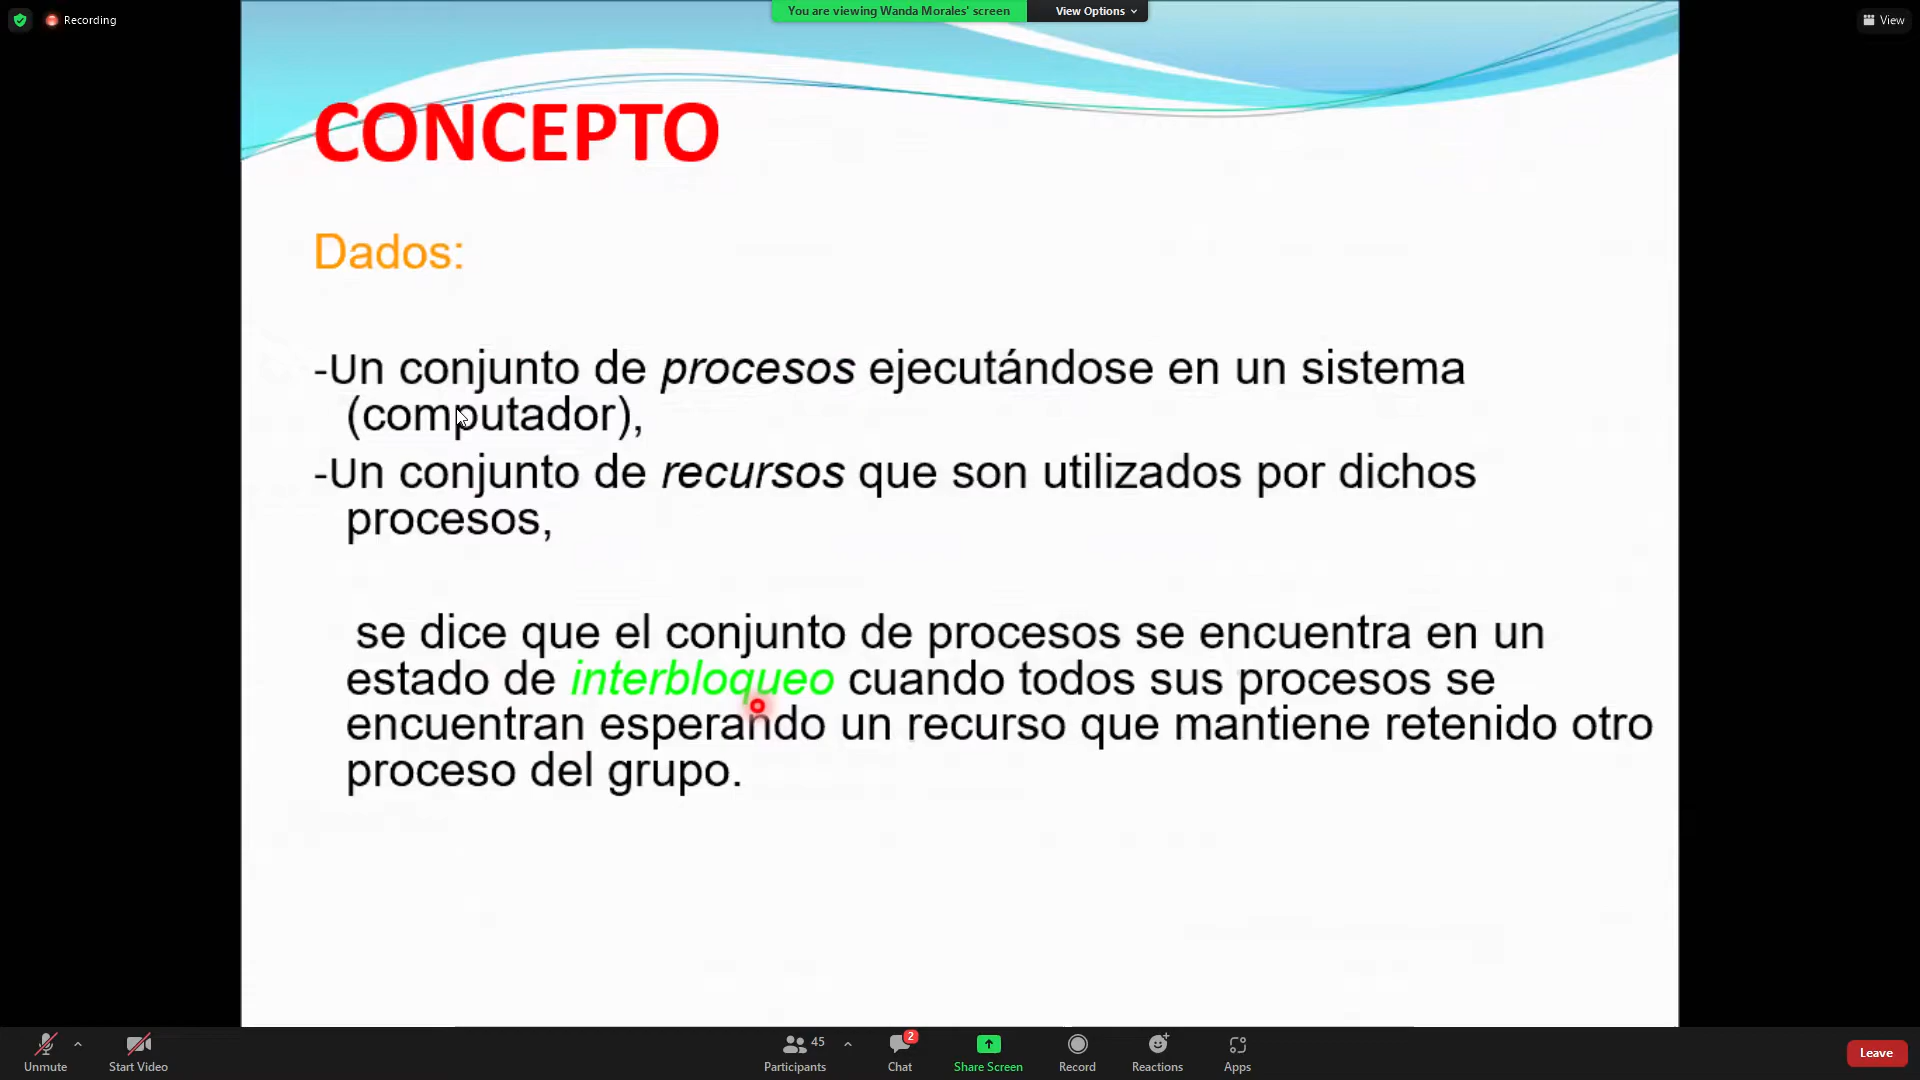 Recording
You are viewing Wanda Morales' screen
View Options
View
CONCEPTO
Dados:
-Un conjunto de procesos ejecutándose en un sistema
(computador),
-Un conjunto de recursos que son utilizados por dichos
procesos,
se dice que el conjunto de procesos se encuentra en un
estado de interbloqueo cuando todos sus procesos se
encuentran esperando un recurso que mantiene retenido otro
proceso del grupo.
Unmute
Start Video
45
Participants
2
Chat
Share Screen
Record
Reactions
Apps
Leave